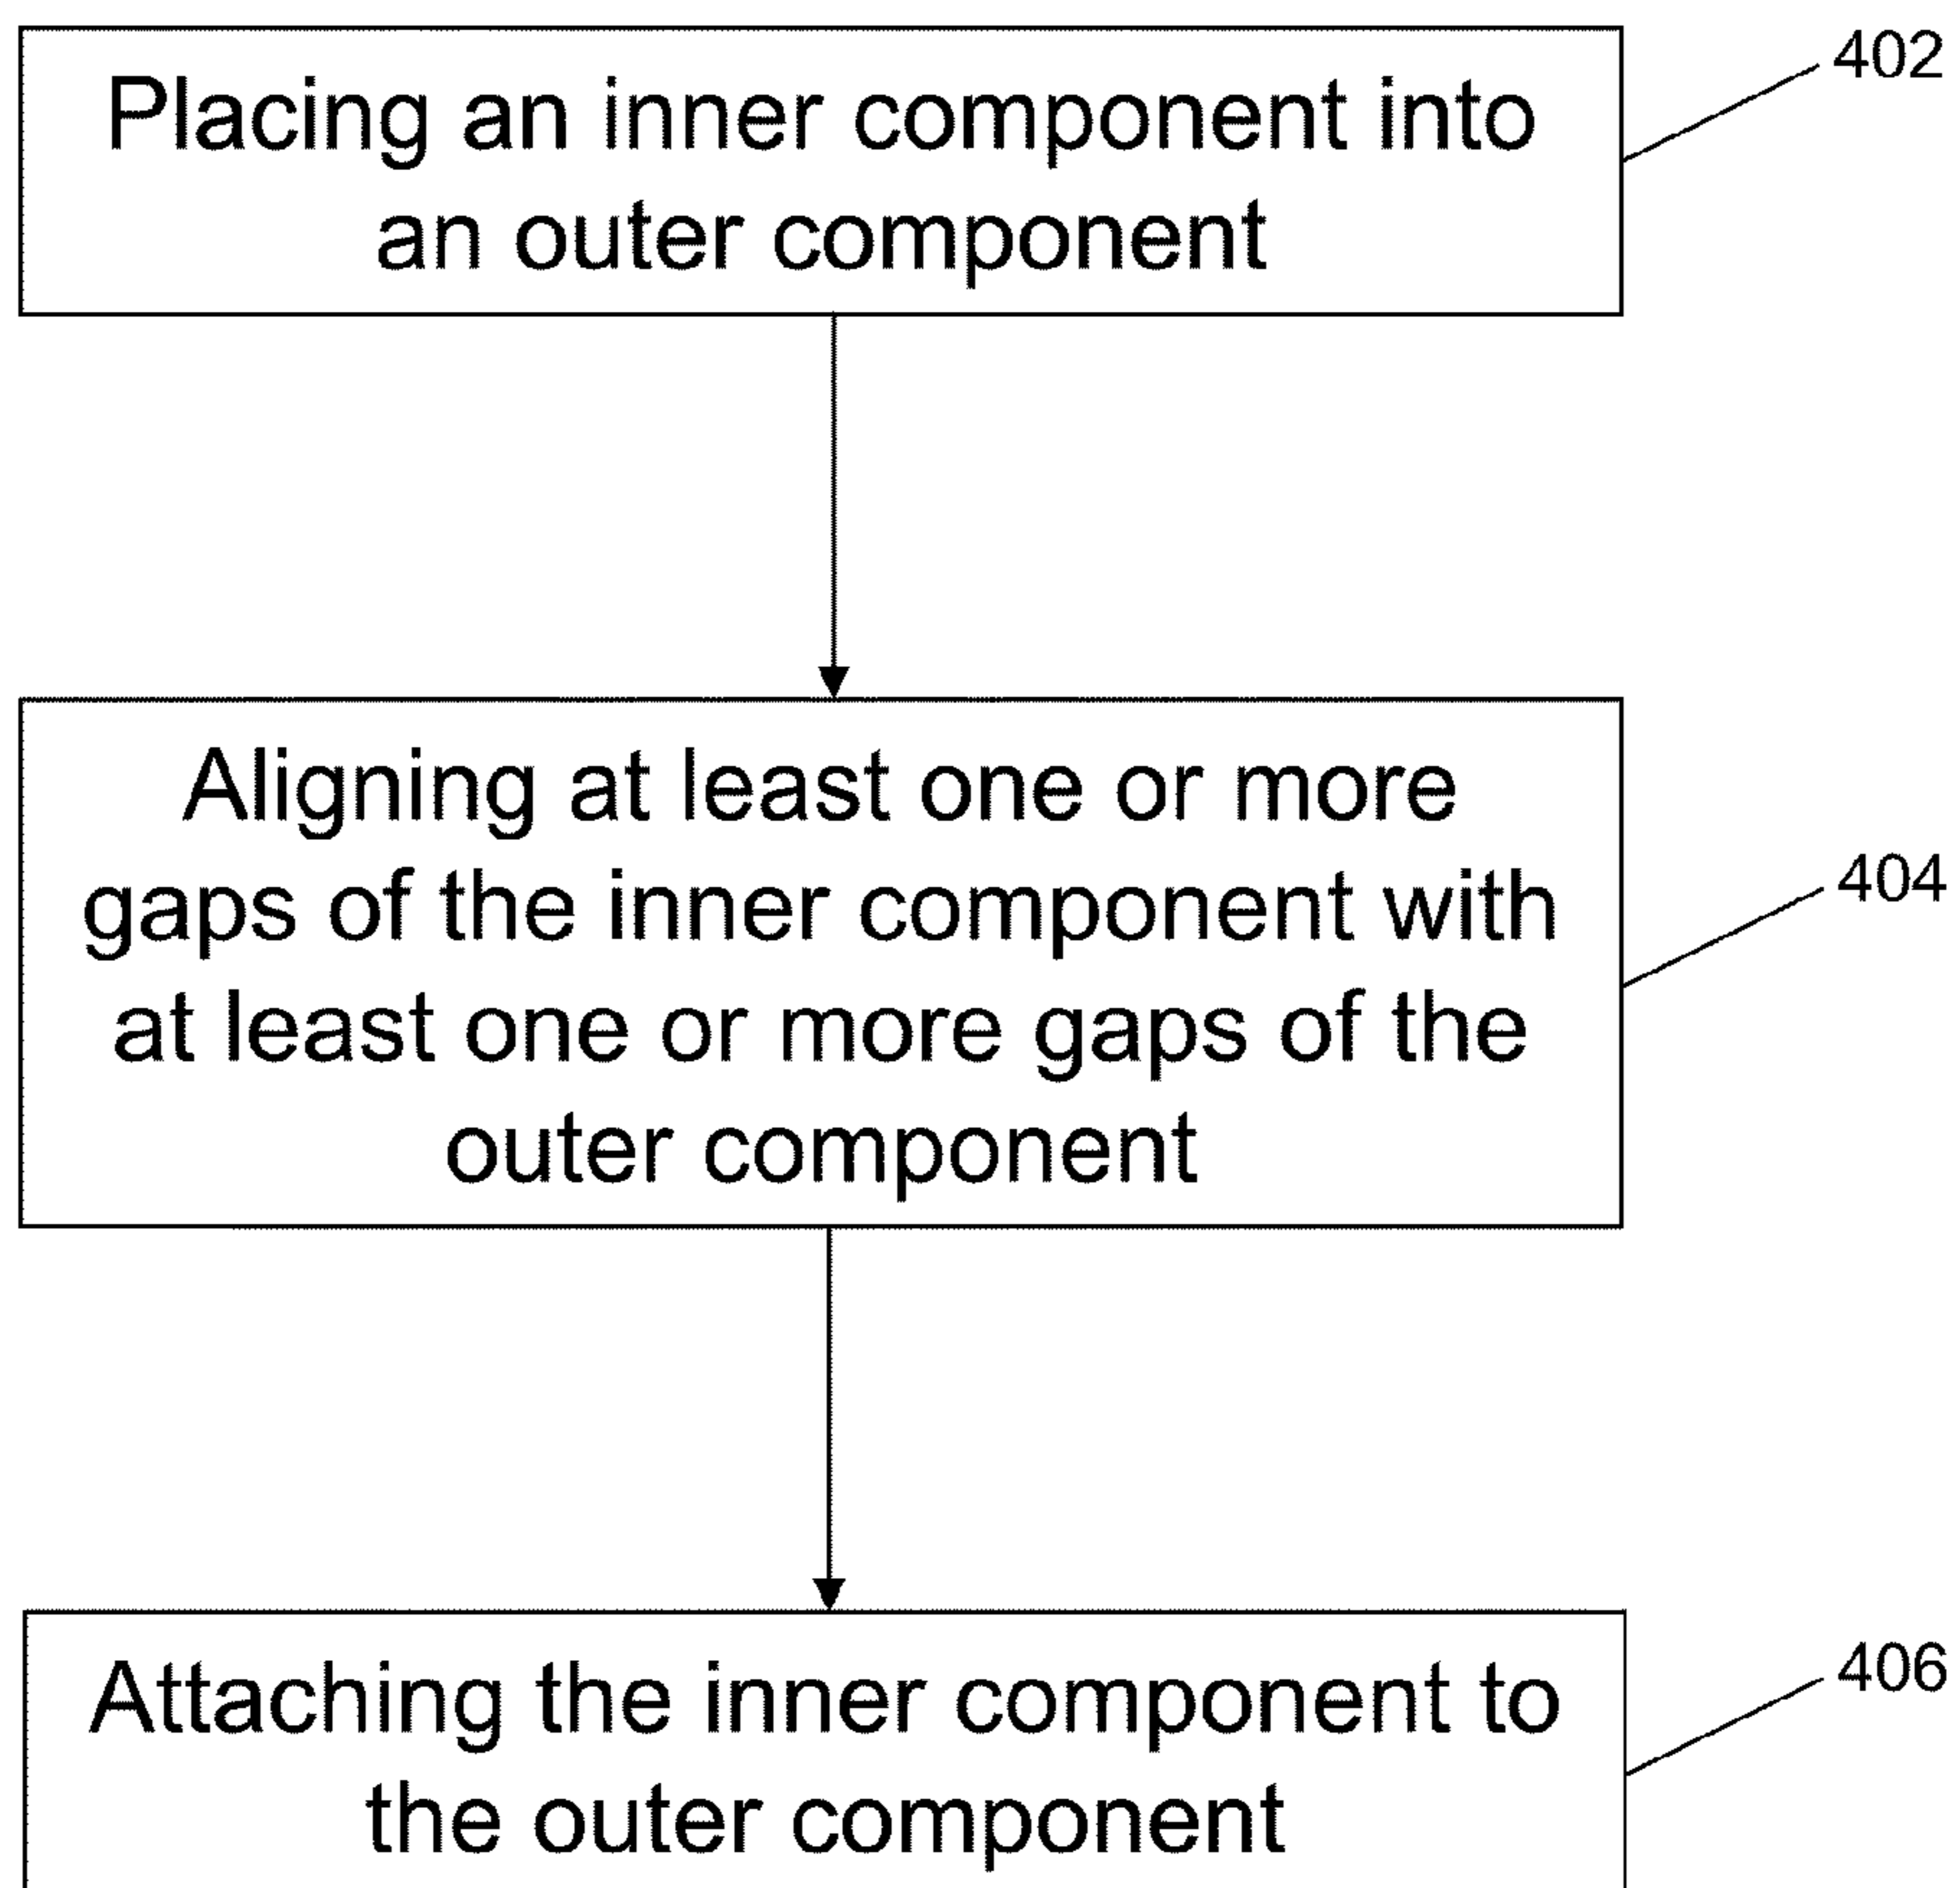 Placing an inner component into
an outer component
402
Aligning at least one or more
gaps of the inner component with
at least one or more gaps of the
outer component
404
Attaching the inner component to
the outer component
406